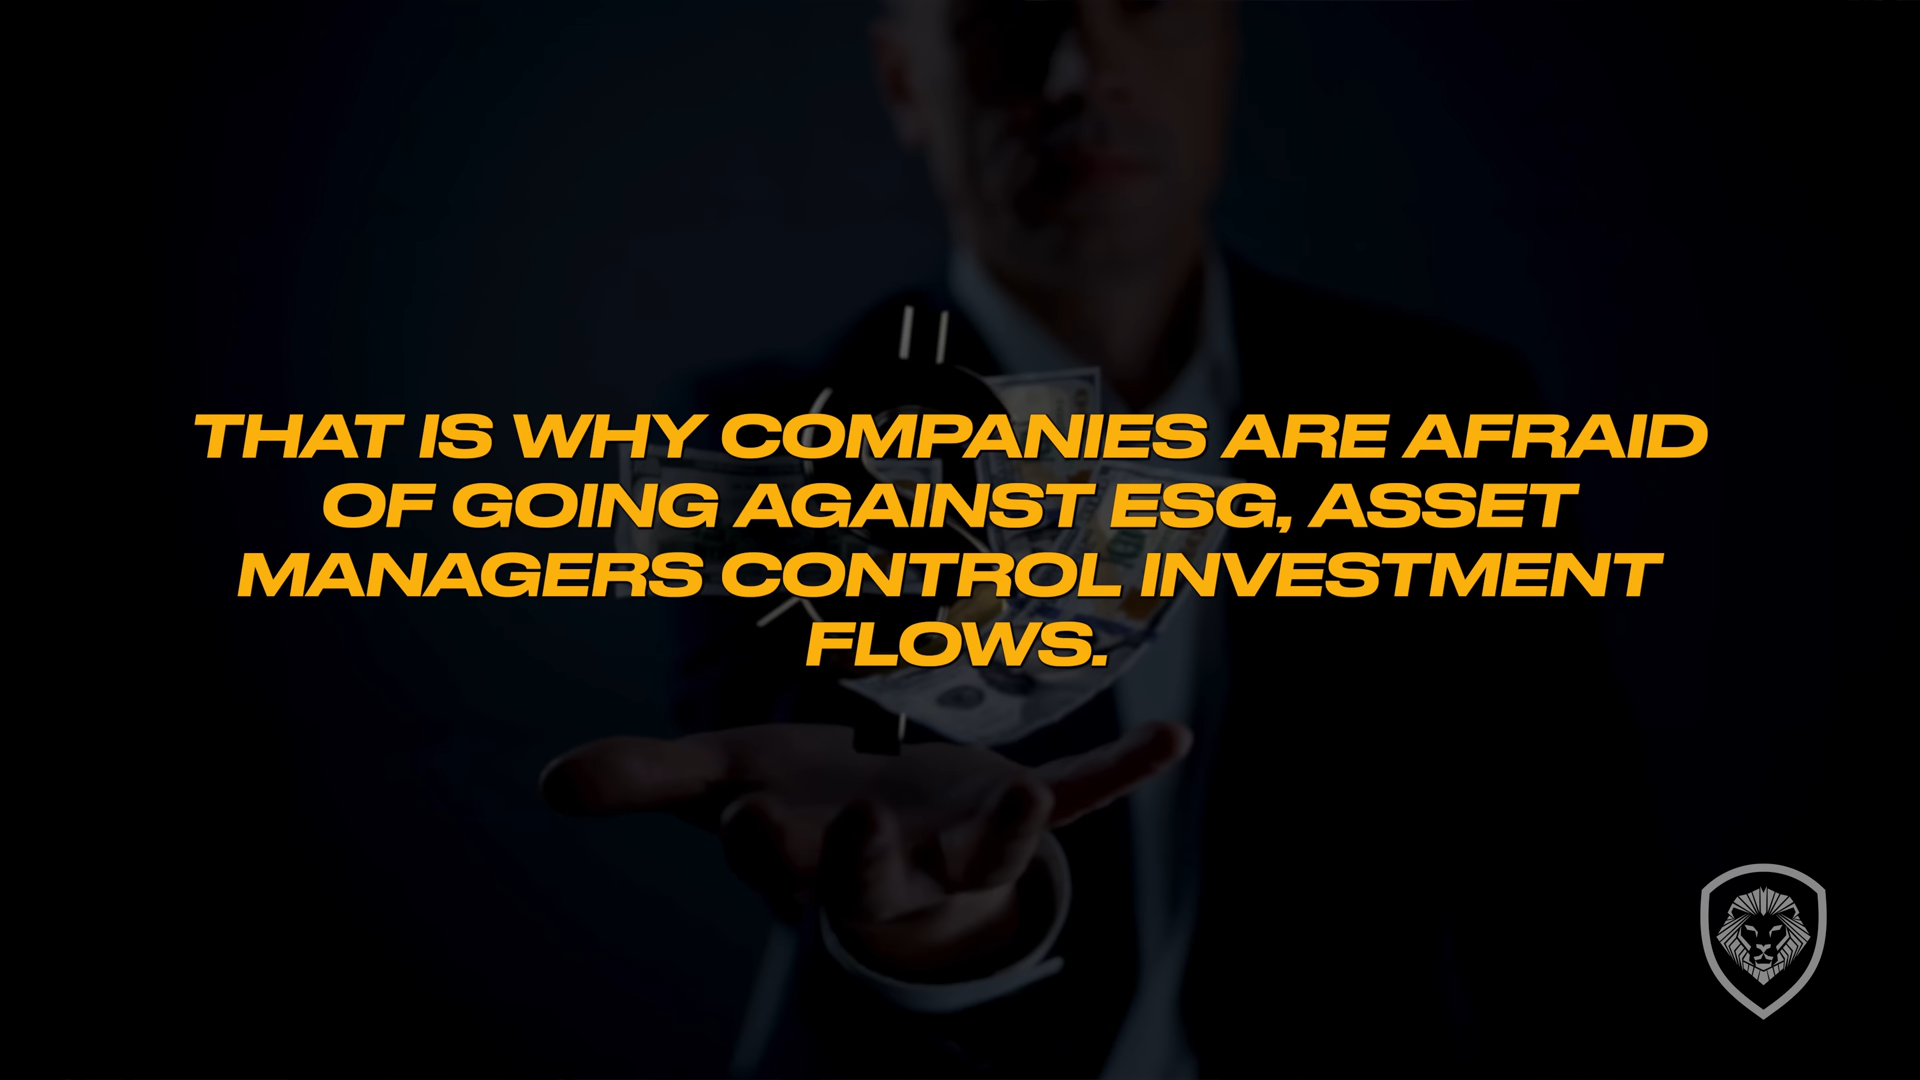 THAT IS WHY COMPANIES ARE AFRAID
OF GOING AGAINST ESG, ASSET
MANAGERS CONTROL INVESTMENT
FLOWS.